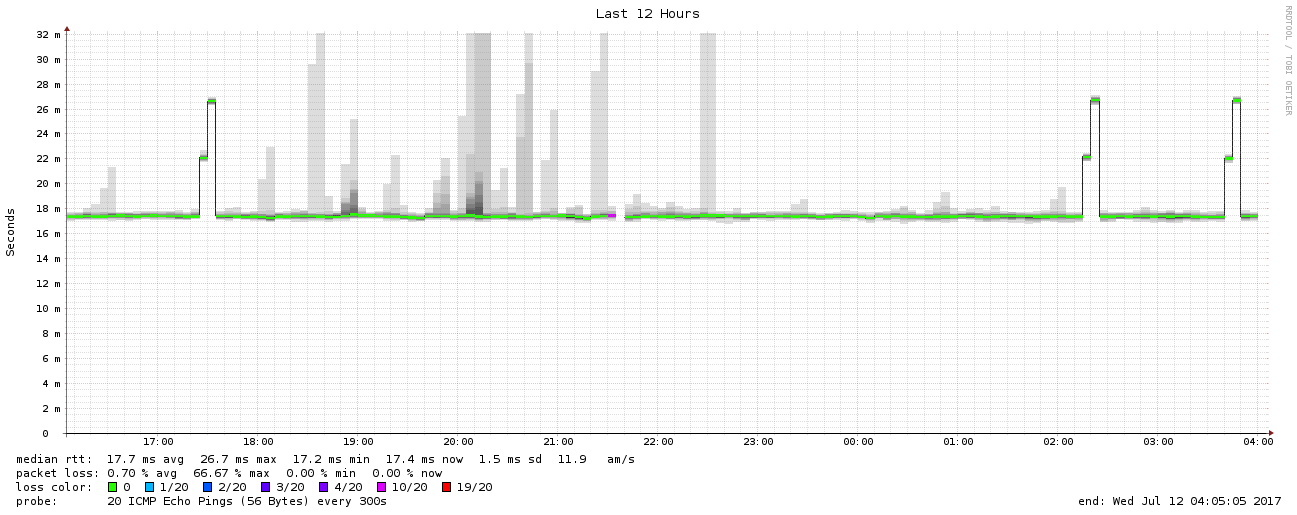 Last 12 Hours
RRDTOOL / TOBI OETIKER
Seconds
32 m
30 m
28 m
26 m
24 m
22 m
20 m
18 m
16 m
14 m
12 m
10 m
8 m
6 m
4 m
2 m
0
17:00 18:00 19:00 20:00 21:00 22:00 23:00 00:00 01:00 02:00 03:00 04:00
median rtt: 17.7 ms avg 26.7 ms max 17.2 ms min 17.4 ms now 1.5 ms sd 11.9 am/s
packet loss: 0.70 % avg 66.67 % max 0.00 % min 0.00 % now
loss color: 0 1/20 2/20 3/20 4/20 10/20 19/20
probe: 20 ICMP Echo Pings (56 Bytes) every 300s end: Wed Jul 12 04:05:05 2017